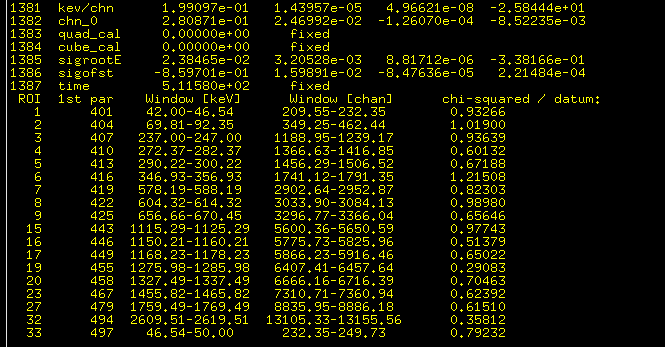 1381 kev/chn 1.99097e-01 1.43957e-05 4.96621e-08 -2.58444e+01
1382 chn_0 2.80871e-01 2.46992e-02 -1.26070e-04 -8.52235e-03
1383 quad_cal 0.00000e+00 fixed
1384 cube_cal 0.00000e+00 fixed
1385 sigrootE 2.38465e-02 3.20528e-03 8.81712e-06 -3.38166e-01
1386 sigofst -8.59701e-01 1.59891e-02 -8.47636e-05 2.21484e-04
1387 time 5.11580e+02 fixed
ROI 1st par Window [keV] Window [chan] chi-squared / datum:
1 401 42.00-46.54 209.55-232.35 0.93266
2 404 69.81-92.35 349.25-462.44 1.01900
3 407 237.00-247.00 1188.95-1239.17 0.93639
4 410 272.37-282.37 1366.63-1416.85 0.60132
5 413 290.22-300.22 1456.29-1506.52 0.67188
6 416 346.93-356.93 1741.12-1791.35 1.21508
7 419 578.19-588.19 2902.64-2952.87 0.82303
8 422 604.32-614.32 3033.90-3084.13 0.98980
9 425 656.66-670.45 3296.77-3366.04 0.65646
15 443 1115.29-1125.29 5600.36-5650.59 0.97743
16 446 1150.21-1160.21 5775.73-5825.96 0.51379
17 449 1168.23-1178.23 5866.23-5916.46 0.65022
19 455 1275.98-1285.98 6407.41-6457.64 0.29083
20 458 1327.49-1337.49 6666.16-6716.39 0.70463
23 467 1455.82-1465.82 7310.71-7360.94 0.62392
27 479 1759.49-1769.49 8835.95-8886.18 0.61510
32 494 2609.51-2619.51 13105.33-13155.56 0.35812
33 497 46.54-50.00 232.35-249.73 0.79232